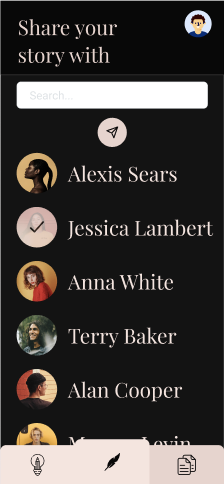 Share your
story with
Search...
Alexis Sears
Jessica Lambert
Anna White
Terry Baker
Alan Cooper